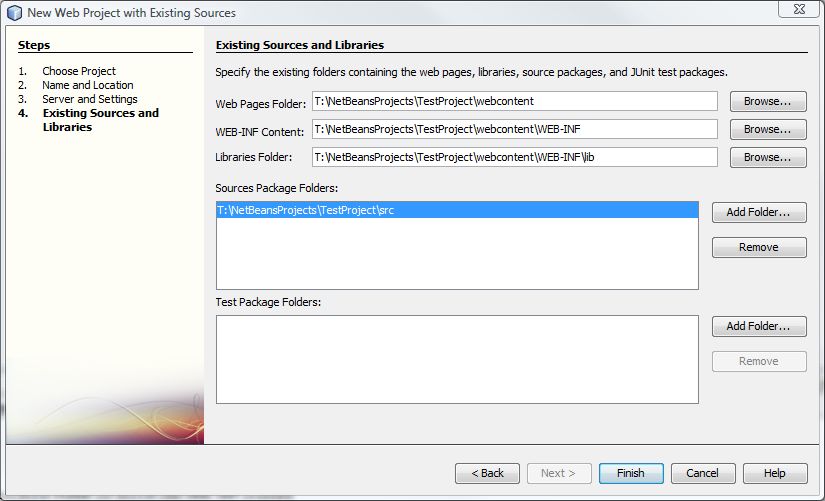 New Web Project with Existing Sources
Steps
1. Choose Project
2. Name and Location
3. Server and Settings
4. Existing Sources and
Libraries
Existing Sources and Libraries
Specify the existing folders containing the web pages, libraries, source packages, and JUnit test packages.
Web Pages Folder: T:\NetBeansProjects\TestProject\webcontent Browse...
WEB-INF Content: T:\NetBeansProjects\TestProject\webcontent\WEB-INF Browse...
Libraries Folder: T:\NetBeansProjects\TestProject\webcontent\WEB-INF\lib Browse...
Sources Package Folders:
T:\NetBeansProjects\TestProject\src Add Folder...
Remove
Test Package Folders:
Add Folder...
Remove
< Back Next > Finish Cancel Help